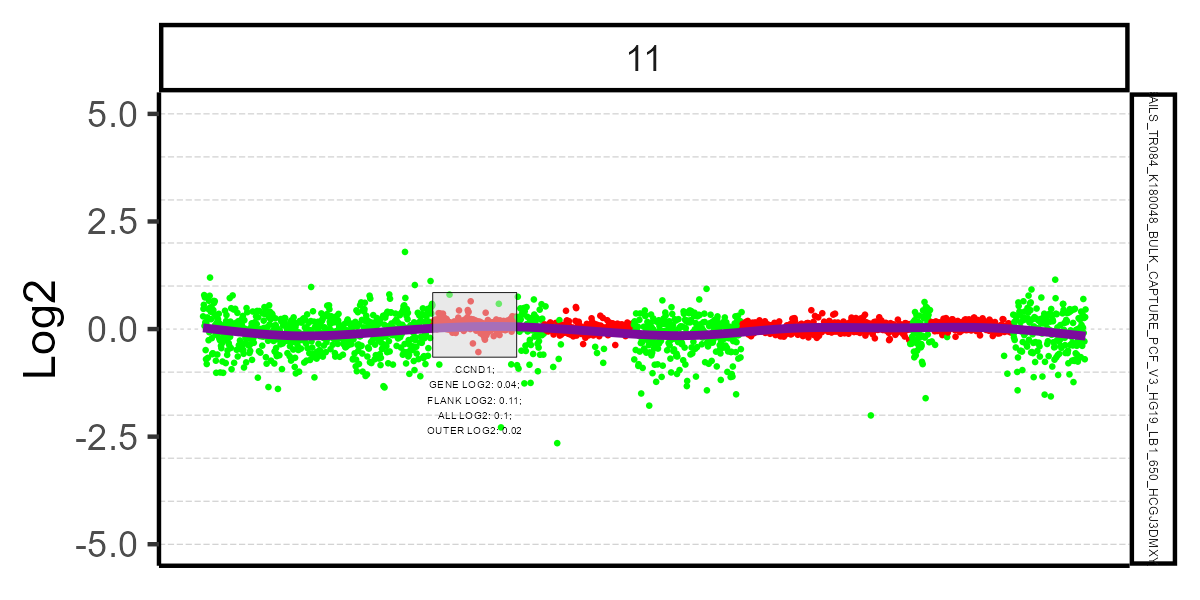 11
Log2
5.0
2.5
0.0
-2.5
-5.0
CCND1;
GENE LOG2: 0.04;
FLANK LOG2: 0.11;
ALL LOG2: 0.1;
OUTER LOG2: 0.02
AILS_TR084_K180048_BULK_CAPTURE_PCF_V3_HG19_LB1_650_HCGJ3DMXY